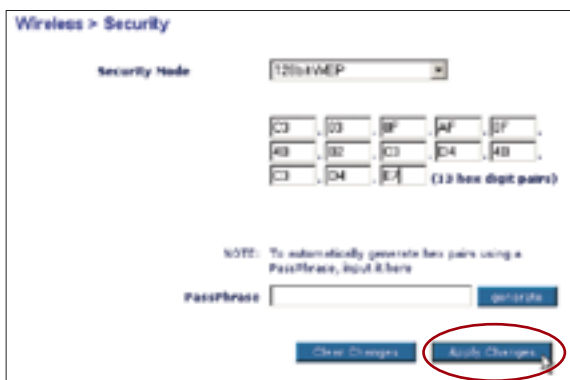 Wireless > Security
Security Mode 128bit WEP
C3 . 03 . 0F . AF . 0F .
4B . B2 . C3 . D4 . 4B .
C3 . D4 . E7 (13 hex digit pairs)
NOTE: To automatically generate hex pairs using a
PassPhrase, input it here
PassPhrase generate
Clear Changes Apply Changes